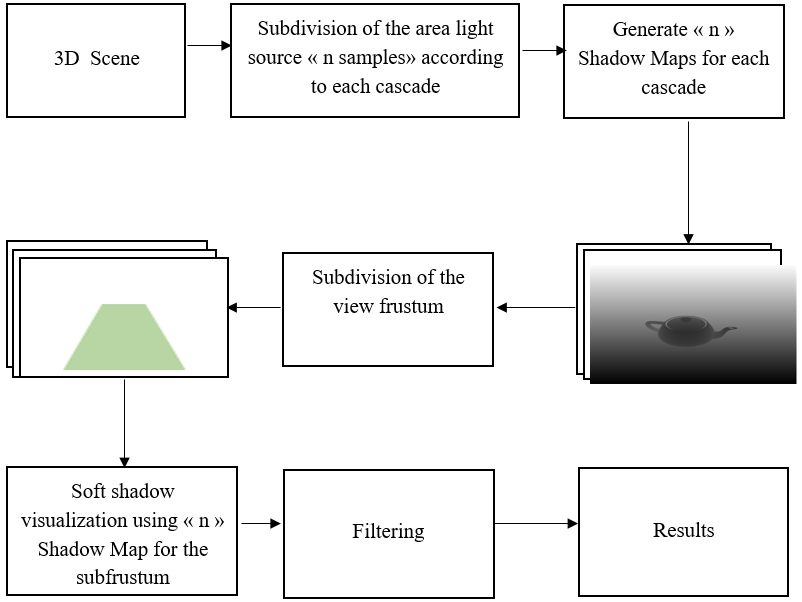 3D Scene
Subdivision of the area light
source « n samples» according
to each cascade
Generate « n »
Shadow Maps for each
cascade
Subdivision of the
view frustum
Soft shadow
visualization using « n »
Shadow Map for the
subfrustum
Filtering
Results